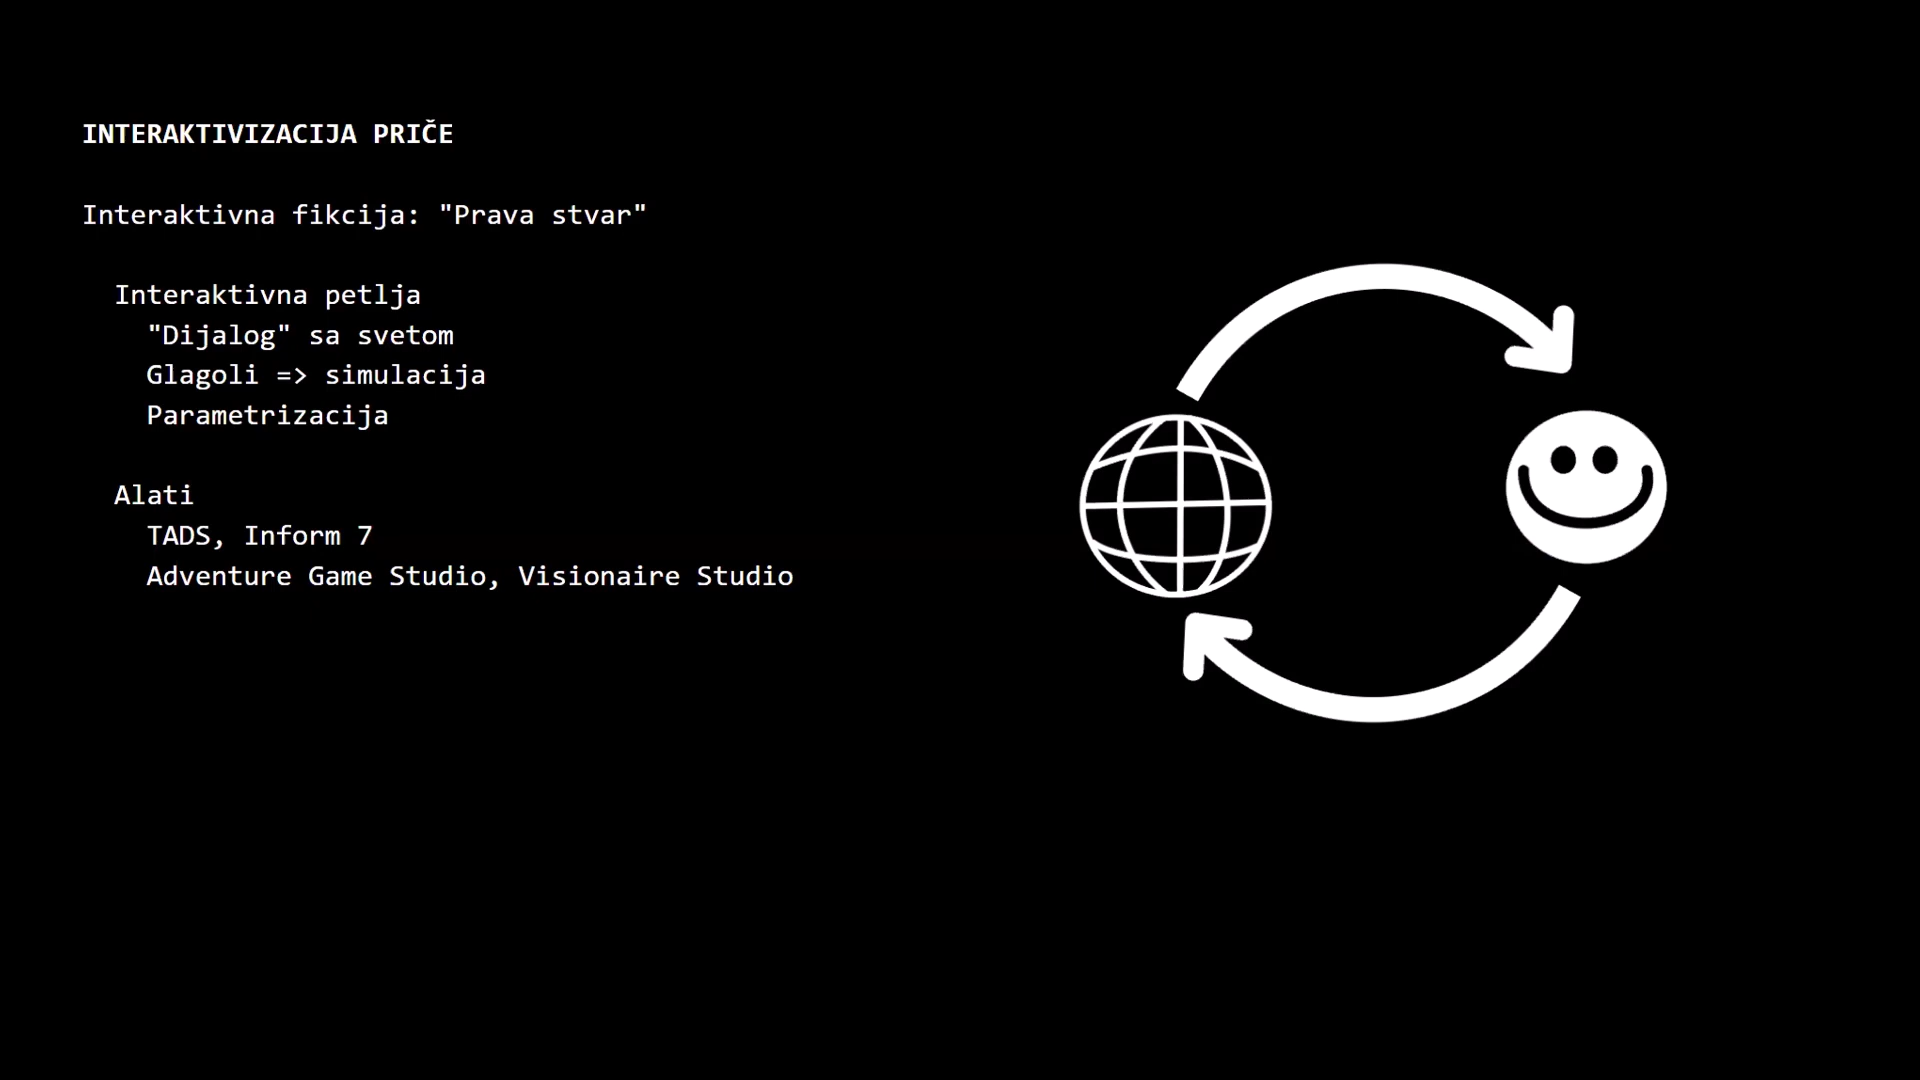 INTERAKTIVIZACIJA PRIČE
Interaktivna fikcija: "Prava stvar"
Interaktivna petlja
"Dijalog" sa svetom
Glagoli => simulacija
Parametrizacija
Alati
TADS, Inform 7
Adventure Game Studio, Visionaire Studio